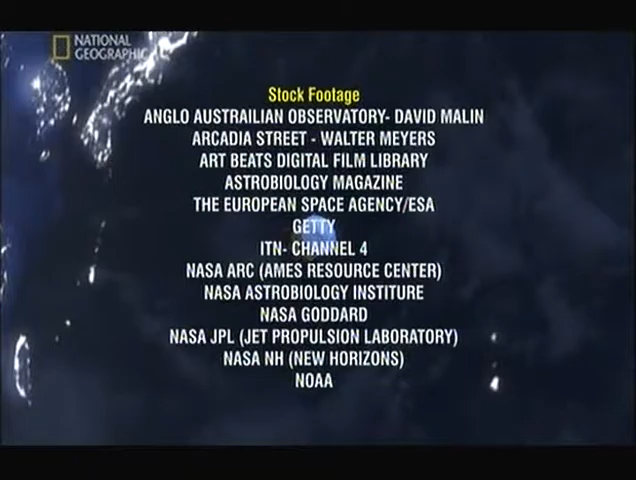 NATIONAL
GEOGRAPHIC
Stock Footage
ANGLO AUSTRAILIAN OBSERVATORY- DAVID MALIN
ARCADIA STREET - WALTER MEYERS
ART BEATS DIGITAL FILM LIBRARY
ASTROBIOLOGY MAGAZINE
THE EUROPEAN SPACE AGENCY/ESA
GETTY
ITN- CHANNEL 4
NASA ARC (AMES RESOURCE CENTER)
NASA ASTROBIOLOGY INSTITURE
NASA GODDARD
NASA JPL (JET PROPULSION LABORATORY)
NASA NH (NEW HORIZONS)
NOAA